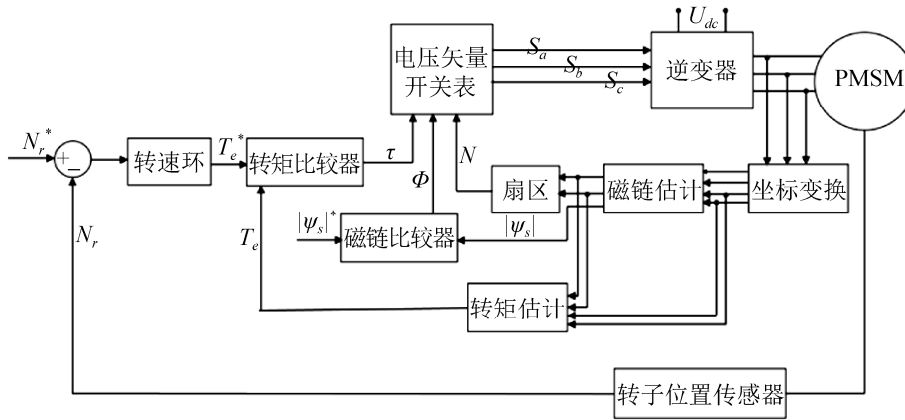 U_{dc}
电压矢量
开关表
S_a
S_b
S_c
逆变器
PMSM
N_r^*
+
−
转速环
T_e^*
转矩比较器
τ
Φ
N
扇区
磁链估计
坐标变换
|ψ_s|^*
磁链比较器
|ψ_s|
N_r
T_e
转矩估计
转子位置传感器